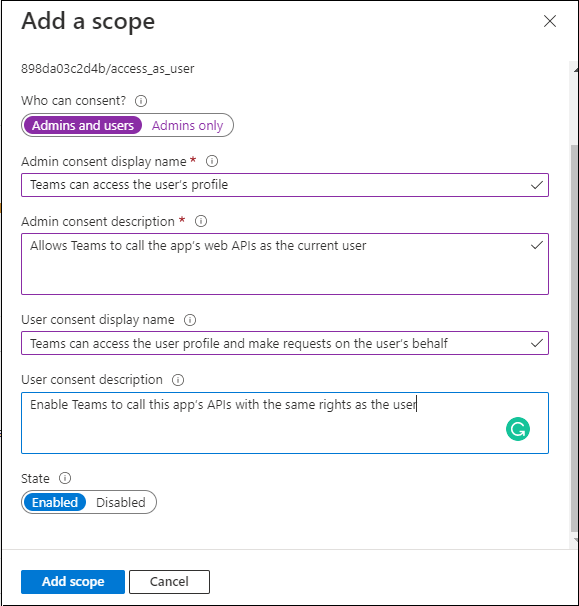 Add a scope
898da03c2d4b/access_as_user
Who can consent?
Admins and users Admins only
Admin consent display name *
Teams can access the user's profile
Admin consent description *
Allows Teams to call the app's web APIs as the current user
User consent display name
Teams can access the user profile and make requests on the user's behalf
User consent description
Enable Teams to call this app's APIs with the same rights as the user
State
Enabled Disabled
Add scope Cancel